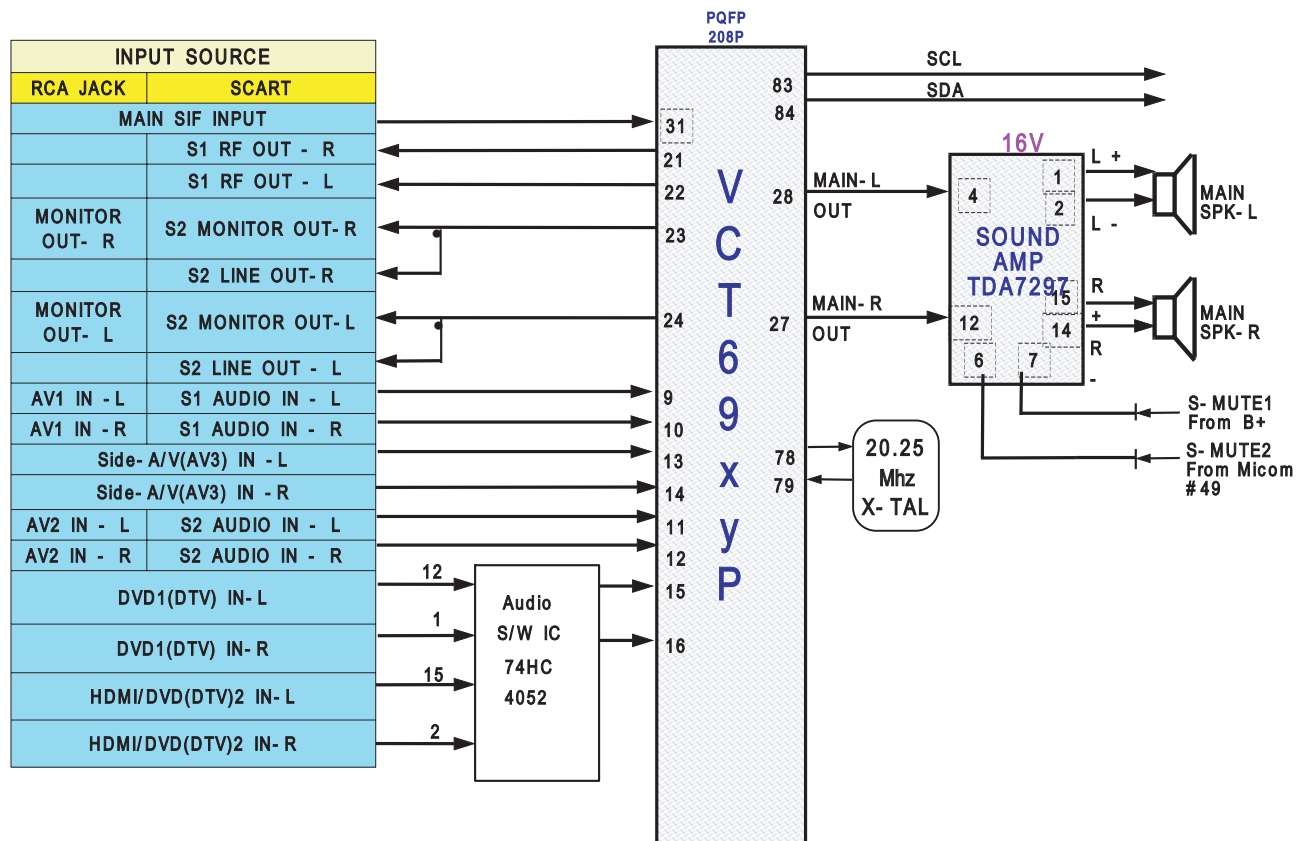 PQFP
208P
INPUT SOURCE
RCA JACK SCART
MAIN SIF INPUT
S1 RF OUT - R
S1 RF OUT - L
MONITOR
OUT- R
S2 MONITOR OUT-R
S2 LINE OUT-R
MONITOR
OUT- L
S2 MONITOR OUT-L
S2 LINE OUT - L
AV1 IN -L S1 AUDIO IN - L
AV1 IN -R S1 AUDIO IN - R
Side- A/V(AV3) IN -L
Side- A/V(AV3) IN -R
AV2 IN - L S2 AUDIO IN - L
AV2 IN - R S2 AUDIO IN - R
DVD1(DTV) IN-L
DVD1(DTV) IN-R
HDMI/DVD(DTV)2 IN-L
HDMI/DVD(DTV)2 IN-R
12
1
15
2
Audio
S/W IC
74HC
4052
31
21
22
23
24
9
10
13
14
11
12
15
16
VCT69xyP
83
84
28
27
78
79
SCL
SDA
MAIN-L
OUT
MAIN-R
OUT
20.25
Mhz
X-TAL
16V
4
1
2
SOUND
AMP
TDA7297
15
12
14
6
7
L +
L -
R
+
R
-
MAIN
SPK-L
MAIN
SPK-R
S-MUTE1
From B+
S-MUTE2
From Micom
#49